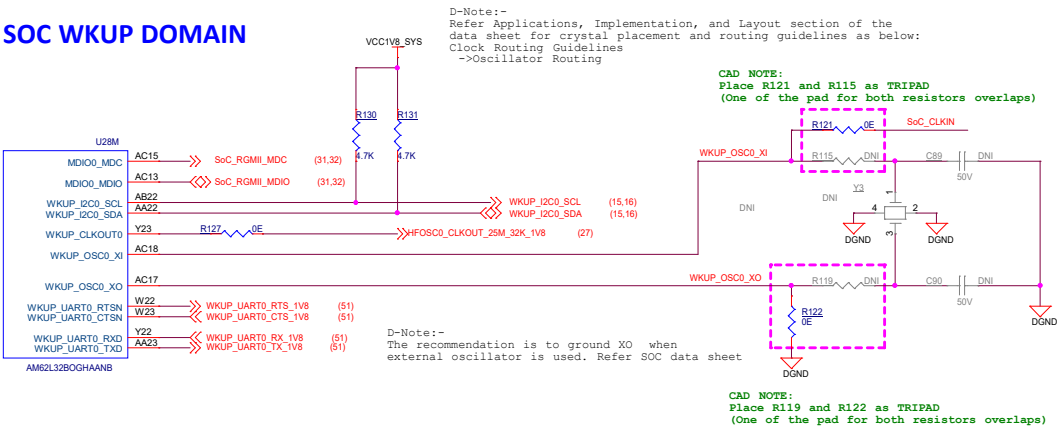 SOC WKUP DOMAIN
D-Note:-
Refer Applications, Implementation, and Layout section of the
data sheet for crystal placement and routing guidelines as below:
Clock Routing Guidelines
->Oscillator Routing
VCC1V8_SYS
CAD NOTE:
Place R121 and R115 as TRIPAD
(One of the pad for both resistors overlaps)
R130
R131
4.7K
4.7K
R121
0E
SoC_CLKIN
WKUP_OSC0_XI
R115
DNI
C89
DNI
50V
U28M
MDIO0_MDC
AC15
SoC_RGMII_MDC
(31,32)
MDIO0_MDIO
AC13
SoC_RGMII_MDIO
(31,32)
WKUP_I2C0_SCL
AB22
WKUP_I2C0_SCL
(15,16)
WKUP_I2C0_SDA
AA22
WKUP_I2C0_SDA
(15,16)
WKUP_CLKOUT0
Y23
R127
0E
HFOSC0_CLKOUT_25M_32K_1V8
(27)
WKUP_OSC0_XI
AC18
DNI
DNI
Y3
1
4
2
3
DGND
DGND
WKUP_OSC0_XO
AC17
WKUP_OSC0_XO
R119
DNI
C90
DNI
50V
R122
0E
DGND
DGND
WKUP_UART0_RTSN
W22
WKUP_UART0_RTS_1V8
(51)
WKUP_UART0_CTSN
W23
WKUP_UART0_CTS_1V8
(51)
WKUP_UART0_RXD
Y22
WKUP_UART0_RX_1V8
(51)
WKUP_UART0_TXD
AA23
WKUP_UART0_TX_1V8
(51)
AM62L32BOGHAANB
D-Note:-
The recommendation is to ground XO when
external oscillator is used. Refer SOC data sheet
CAD NOTE:
Place R119 and R122 as TRIPAD
(One of the pad for both resistors overlaps)